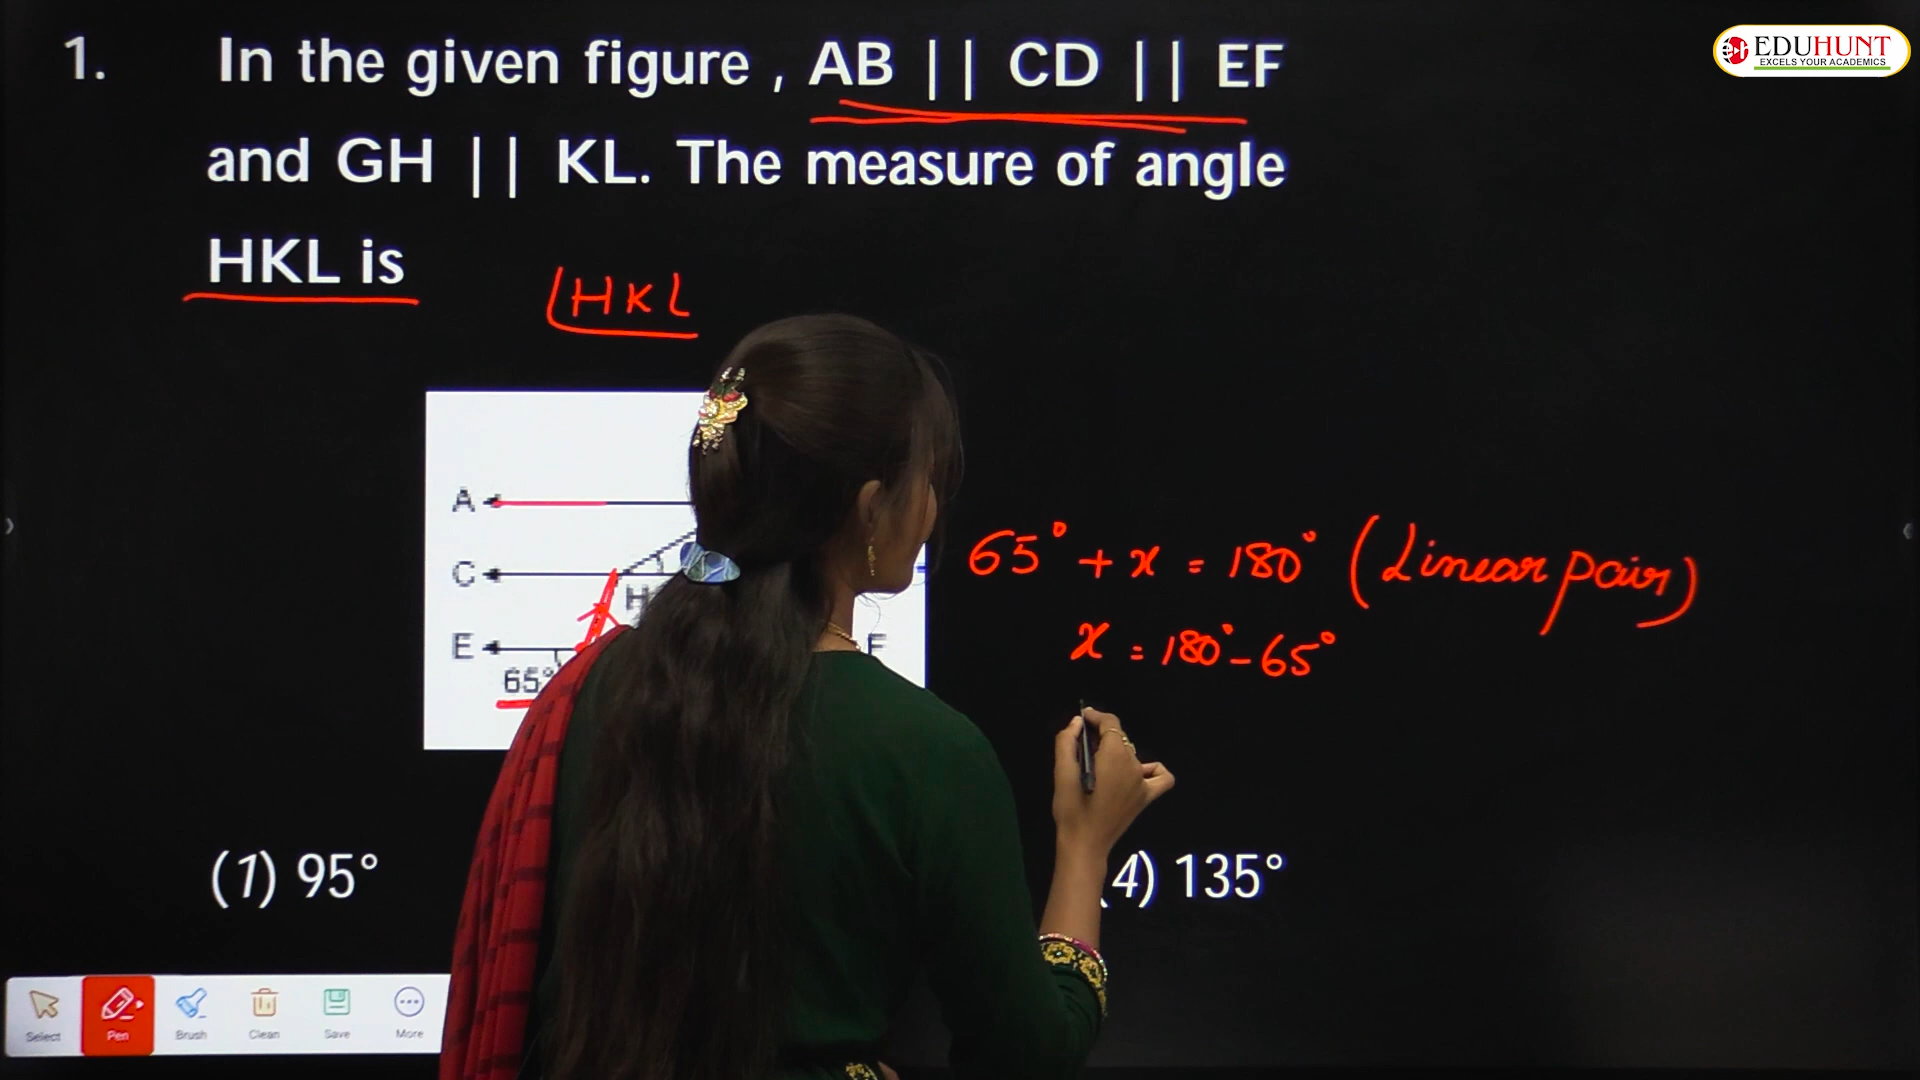 EDUHUNT
EXCELS YOUR ACADEMICS
1. In the given figure , AB || CD || EF
and GH || KL. The measure of angle
HKL is
HKL
A
C
H
E
F
65°
65° + x = 180° (Linear pair)
x = 180° - 65°
(1) 95°
(4) 135°
Select
Pen
Brush
Clean
Save
More